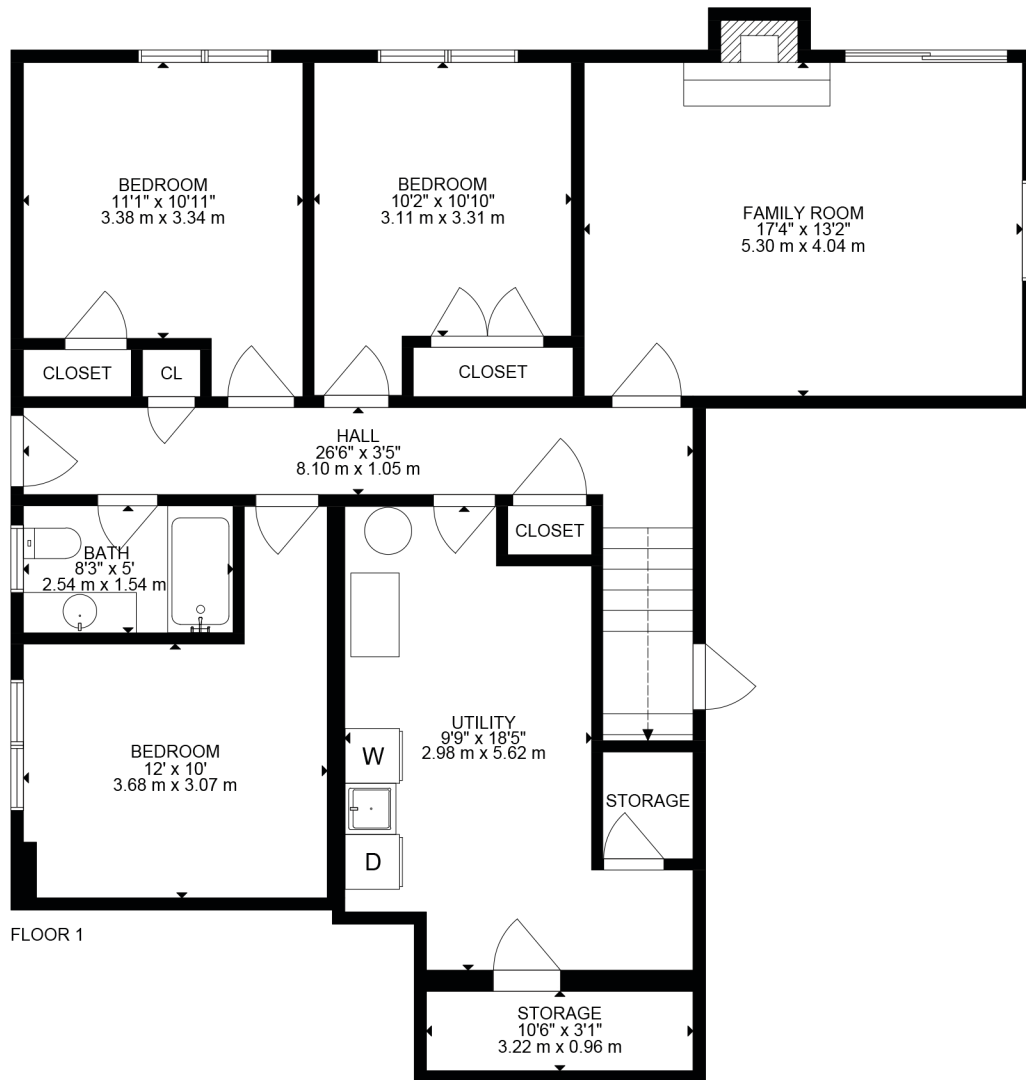 BEDROOM
11'1" x 10'11"
3.38 m x 3.34 m
BEDROOM
10'2" x 10'10"
3.11 m x 3.31 m
FAMILY ROOM
17'4" x 13'2"
5.30 m x 4.04 m
CLOSET
CL
CLOSET
HALL
26'6" x 3'5"
8.10 m x 1.05 m
CLOSET
BATH
8'3" x 5'
2.54 m x 1.54 m
BEDROOM
12' x 10'
3.68 m x 3.07 m
UTILITY
9'9" x 18'5"
2.98 m x 5.62 m
W
D
STORAGE
FLOOR 1
STORAGE
10'6" x 3'1"
3.22 m x 0.96 m